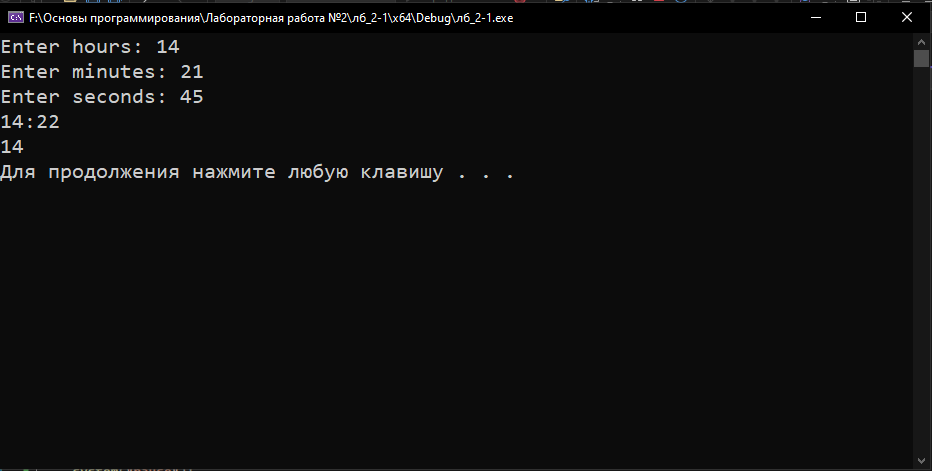 F:\Основы программирования\Лабораторная работа №2\лб_2-1\x64\Debug\лб_2-1.exe
Enter hours: 14
Enter minutes: 21
Enter seconds: 45
14:22
14
Для продолжения нажмите любую клавишу . . .